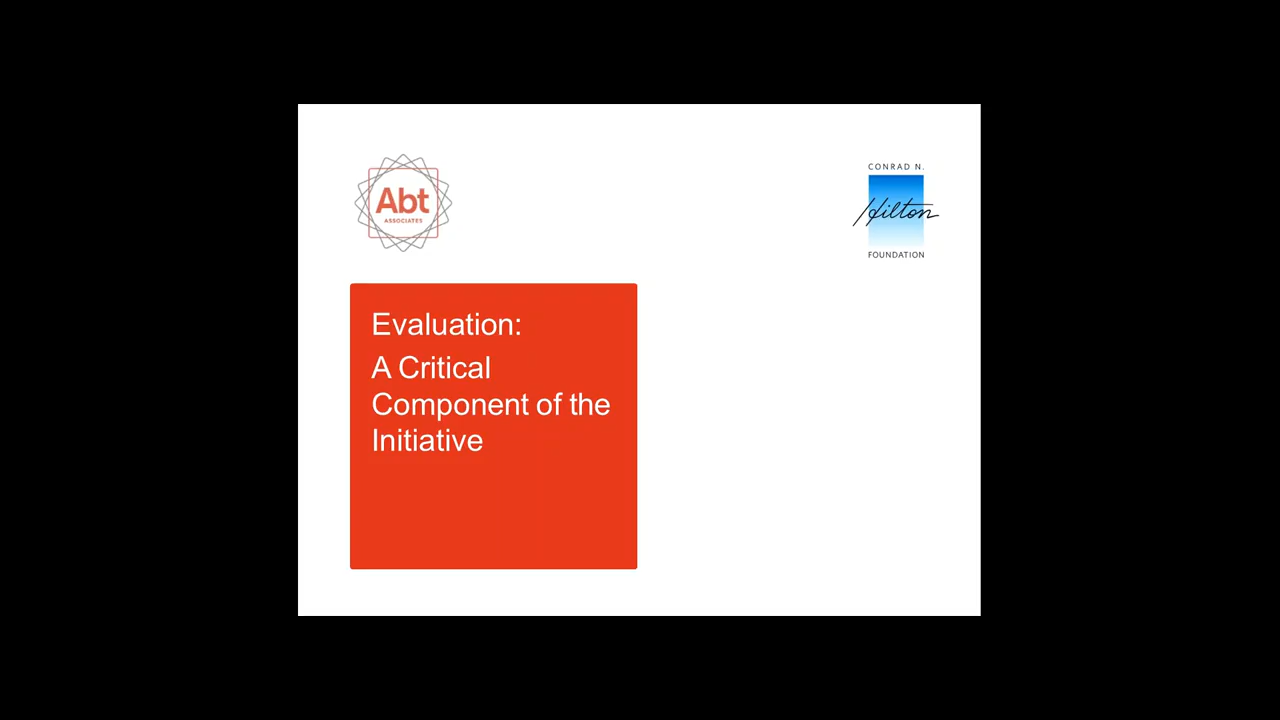 Abt
ASSOCIATES
CONRAD N.
Hilton
FOUNDATION
Evaluation:
A Critical
Component of the
Initiative